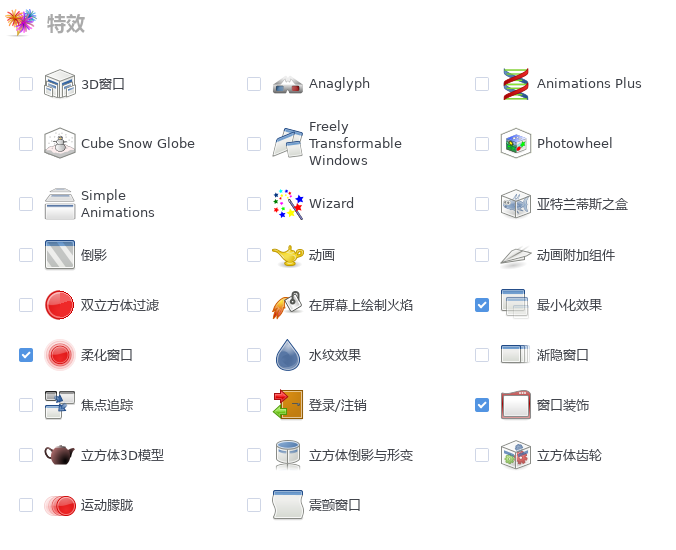 特效
3D窗口
Anaglyph
Animations Plus
Cube Snow Globe
Freely
Transformable
Windows
Photowheel
Simple
Animations
Wizard
亚特兰蒂斯之盒
倒影
动画
动画附加组件
双立方体过滤
在屏幕上绘制火焰
最小化效果
柔化窗口
水纹效果
渐隐窗口
焦点追踪
登录/注销
窗口装饰
立方体3D模型
立方体倒影与形变
立方体齿轮
运动朦胧
震颤窗口